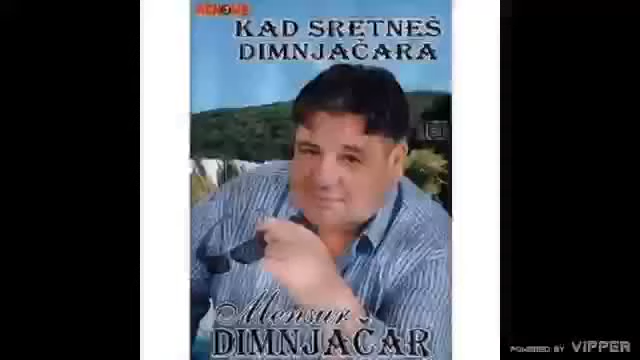 KAD SRETNEŠ
DIMNJAČARA
Mensur
DIMNJAČAR
POWERED BY VIPPER